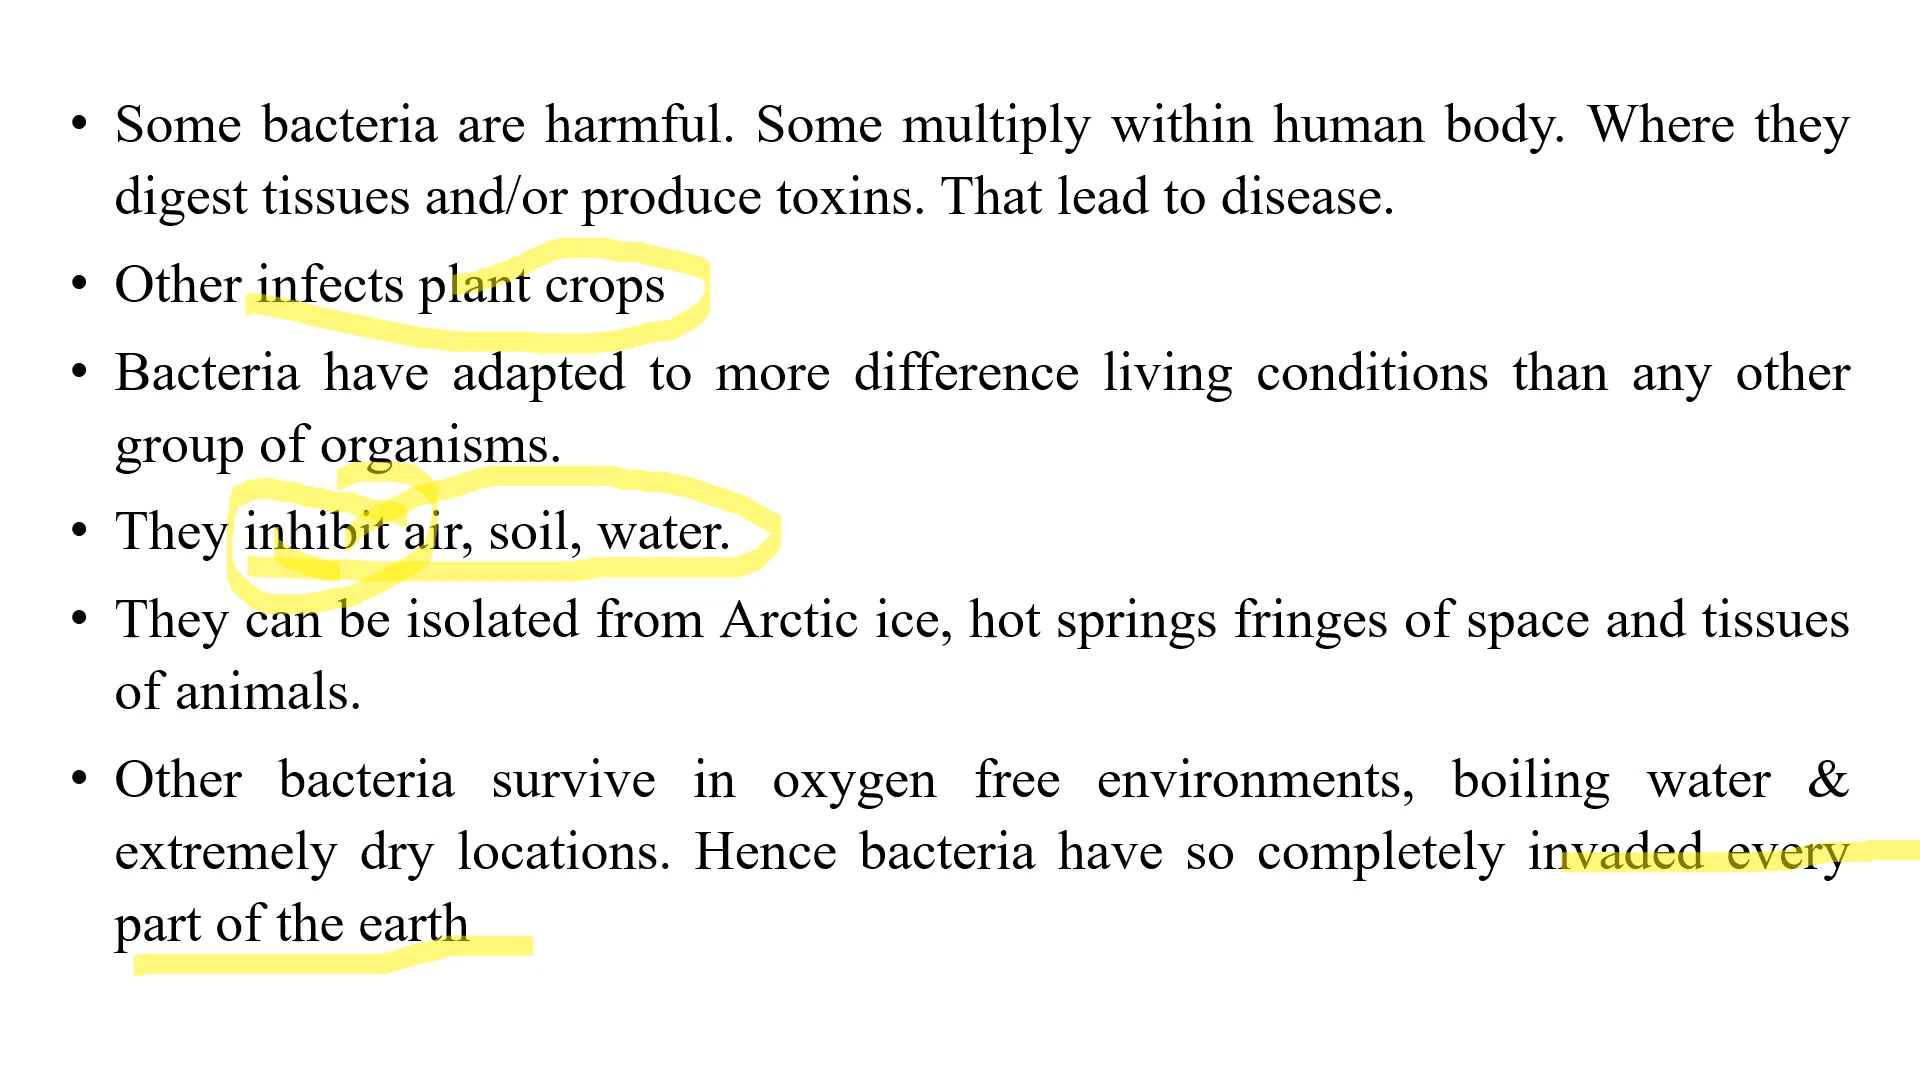 • Some bacteria are harmful. Some multiply within human body. Where they
digest tissues and/or produce toxins. That lead to disease.
• Other infects plant crops
• Bacteria have adapted to more difference living conditions than any other
group of organisms.
• They inhibit air, soil, water.
• They can be isolated from Arctic ice, hot springs fringes of space and tissues
of animals.
• Other bacteria survive in oxygen free environments, boiling water &
extremely dry locations. Hence bacteria have so completely invaded every
part of the earth